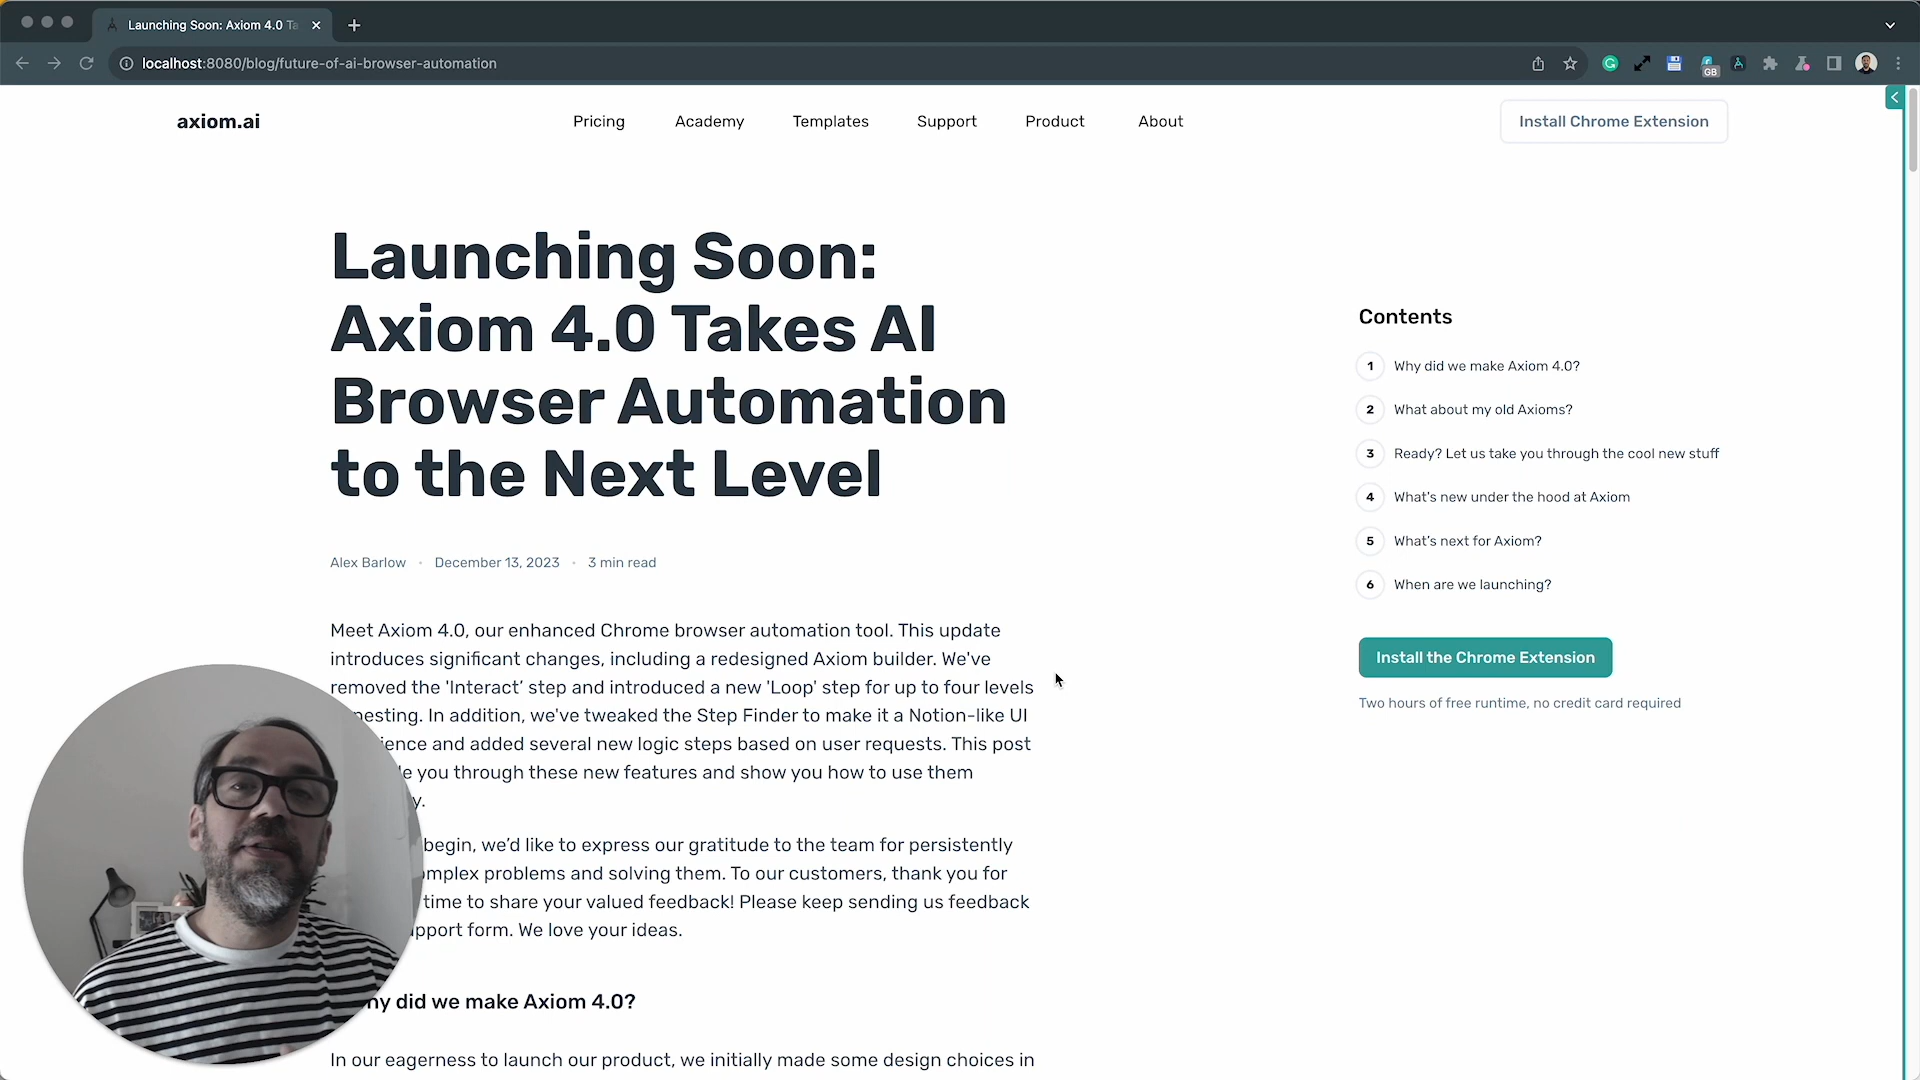 Launching Soon: Axiom 4.0 Ta
localhost:8080/blog/future-of-ai-browser-automation
GB
axiom.ai
Pricing
Academy
Templates
Support
Product
About
Install Chrome Extension
Launching Soon:
Axiom 4.0 Takes AI
Browser Automation
to the Next Level
Alex Barlow • December 13, 2023 • 3 min read
Meet Axiom 4.0, our enhanced Chrome browser automation tool. This update
introduces significant changes, including a redesigned Axiom builder. We've
removed the 'Interact' step and introduced a new 'Loop' step for up to four levels
nesting. In addition, we've tweaked the Step Finder to make it a Notion-like UI
ience and added several new logic steps based on user requests. This post
e you through these new features and show you how to use them
y.
begin, we’d like to express our gratitude to the team for persistently
mplex problems and solving them. To our customers, thank you for
time to share your valued feedback! Please keep sending us feedback
pport form. We love your ideas.
hy did we make Axiom 4.0?
In our eagerness to launch our product, we initially made some design choices in
Contents
1 Why did we make Axiom 4.0?
2 What about my old Axioms?
3 Ready? Let us take you through the cool new stuff
4 What's new under the hood at Axiom
5 What's next for Axiom?
6 When are we launching?
Install the Chrome Extension
Two hours of free runtime, no credit card required